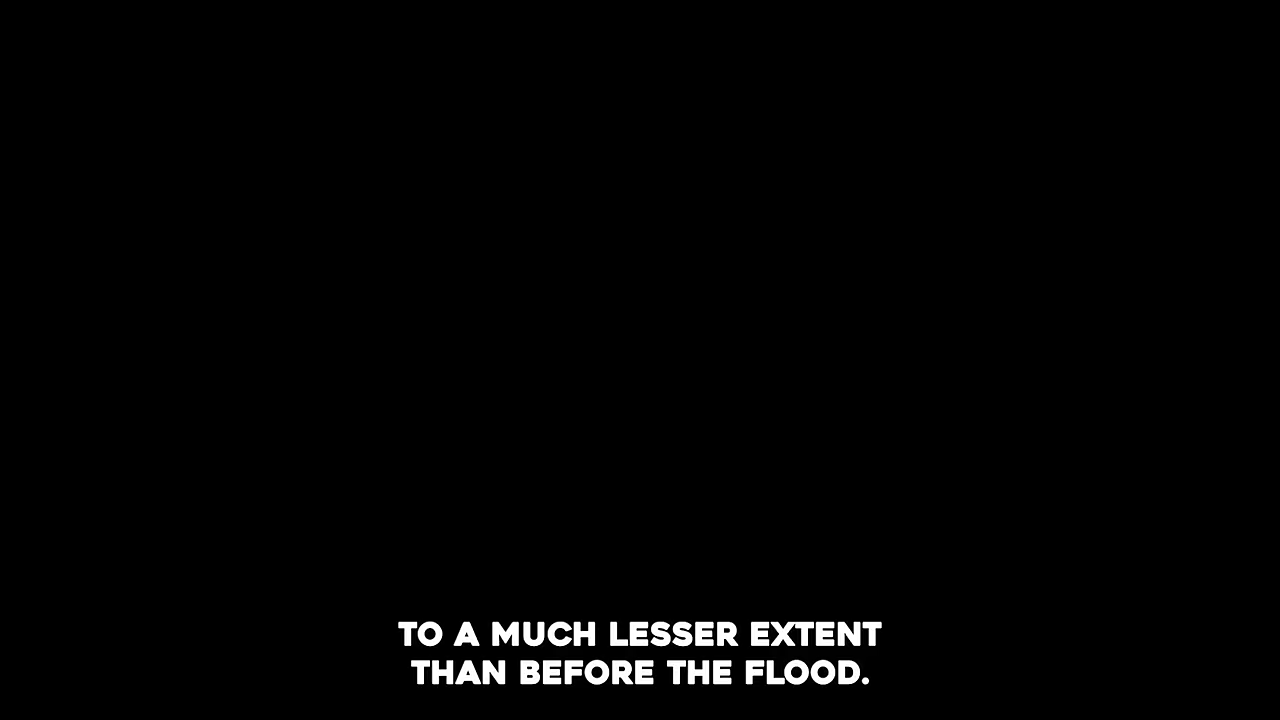 TO A MUCH LESSER EXTENT
THAN BEFORE THE FLOOD.